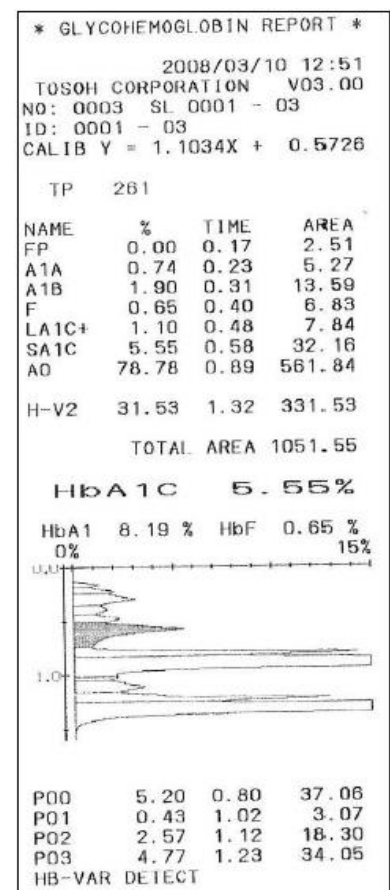 * GLYCOHEMOGLOBIN REPORT *
2008/03/10 12:51
TOSOH CORPORATION V03.00
NO: 0003 SL 0001 - 03
ID: 0001 - 03
CALIB Y = 1.1034X + 0.5726
TP 261
NAME % TIME AREA
FP 0.00 0.17 2.51
A1A 0.74 0.23 5.27
A1B 1.90 0.31 13.59
F 0.65 0.40 6.83
LA1C+ 1.10 0.48 7.84
SA1C 5.55 0.58 32.16
A0 78.78 0.89 561.84
H-V2 31.53 1.32 331.53
TOTAL AREA 1051.55
HbA1C 5.55%
HbA1 8.19 % HbF 0.65 %
0% 15%
0.0
1.0
P00 5.20 0.80 37.06
P01 0.43 1.02 3.07
P02 2.57 1.12 18.30
P03 4.77 1.23 34.05
HB-VAR DETECT